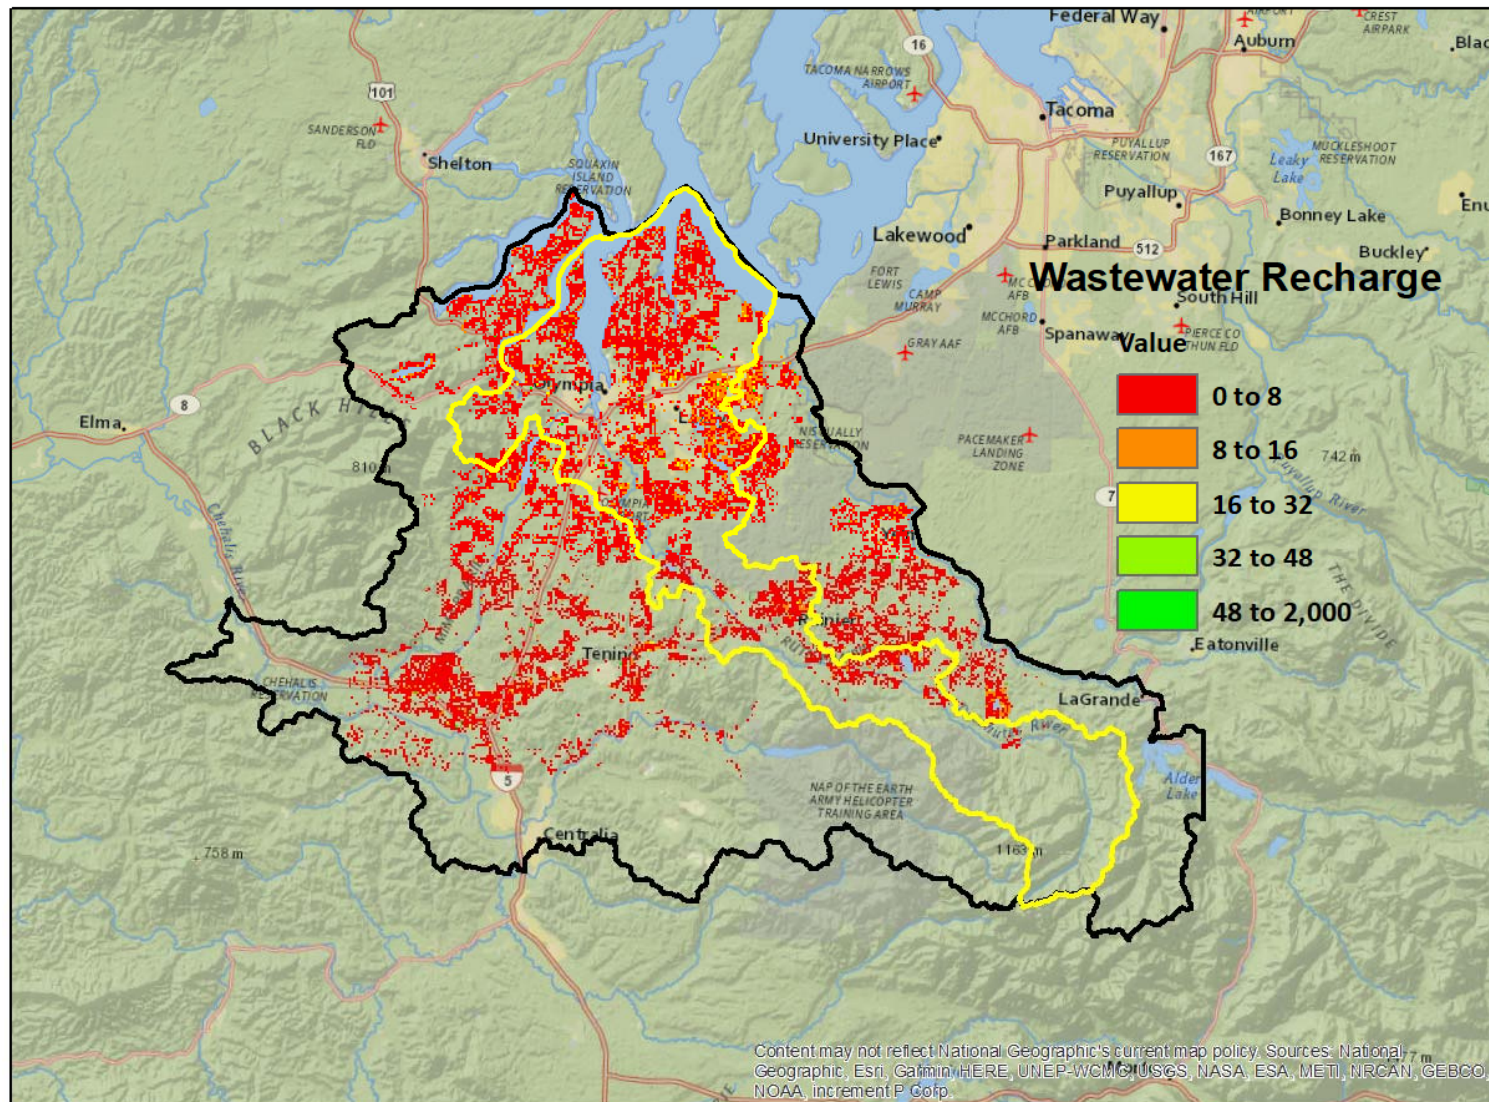 Federal Way
AIRPORT
CREST
AIRPARK
Auburn
16
TACOMA NARROWS
AIRPORT
101
Tacoma
SANDERSON
FLD
University Place
PUYALLUP
RESERVATION
167
MUCKLESHOOT
RESERVATION
Leaky
Lake
Shelton
SQUAXIN
ISLAND
RESERVATION
Puyallup
Bonney Lake
Lakewood
Parkland
512
Buckley
FORT
LEWIS
CAMP
MURRAY
AFB
Wastewater Recharge
South Hill
MCCHORD
AFB
Spanaway
PIERCE CO
THUN FLD
GRAY AAF
Value
0 to 8
8 to 16
16 to 32
32 to 48
48 to 2,000
Olympia
8
Elma
BLACK HILLS
NISQUALLY
RESERVATION
PACEMAKER
LANDING
ZONE
742 m
Puyallup River
7
Chehalis River
THE DIVIDE
Rainier
Eatonville
Tenino
CHEHALIS
RESERVATION
LaGrande
5
Alder
Lake
NAP OF THE EARTH
ARMY HELICOPTER
TRAINING AREA
Centralia
758 m
1163 m
Content may not reflect National Geographic's current map policy. Sources: National
Geographic, Esri, Garmin, HERE, UNEP-WCMC, USGS, NASA, ESA, METI, NRCAN, GEBCO,
NOAA, increment P Corp.